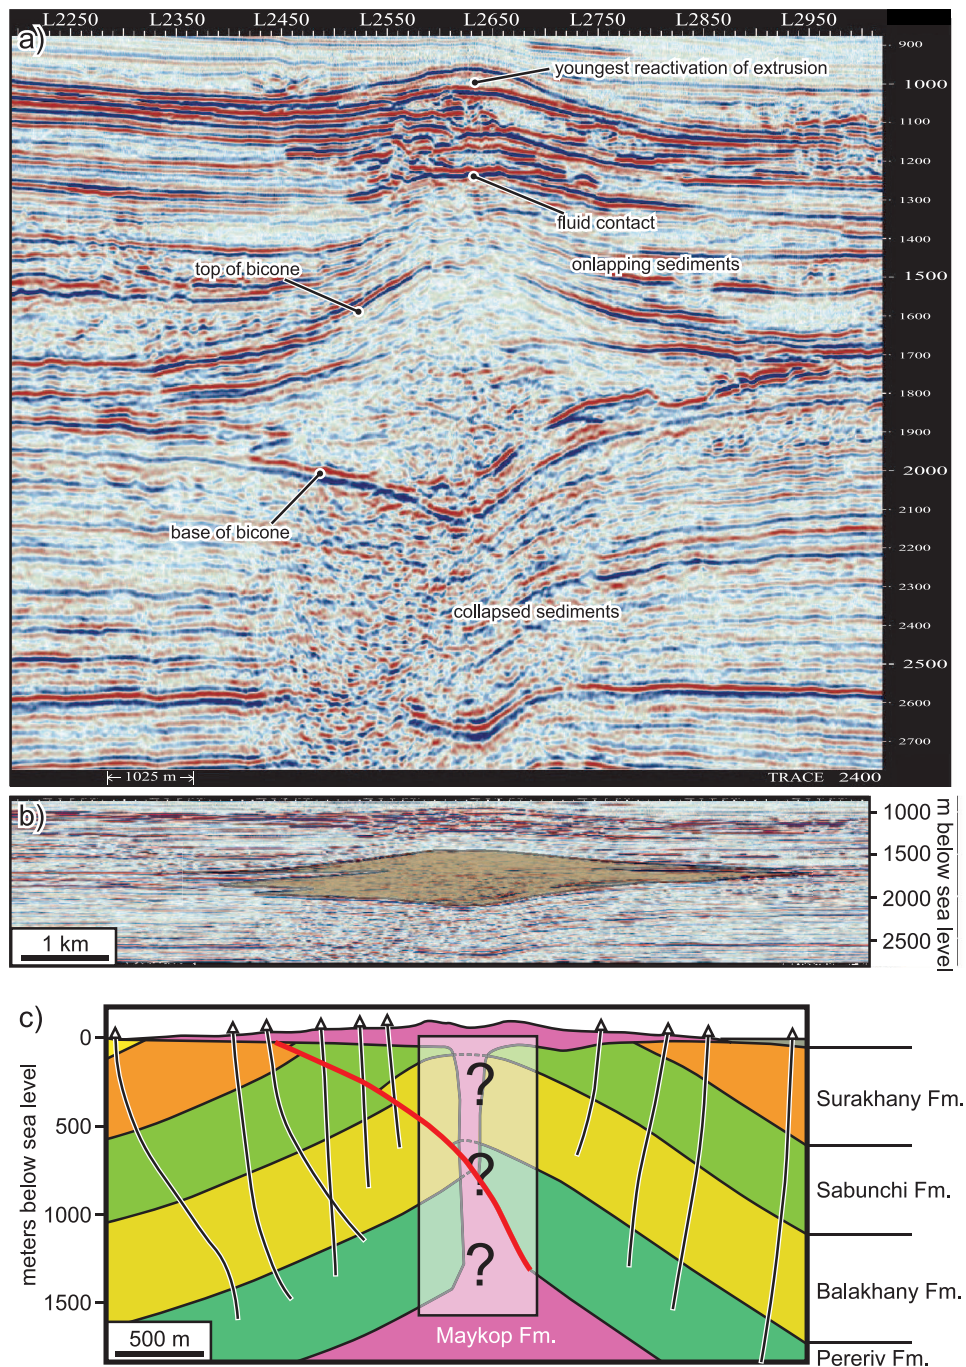 L2250 L2350 L2450 L2550 L2650 L2750 L2850 L2950
a)
900
youngest reactivation of extrusion
1000
1100
1200
1300
fluid contact
1400
top of bicone
onlapping sediments
1500
1600
1700
1800
1900
2000
base of bicone
2100
2200
2300
collapsed sediments
2400
2500
2600
2700
1025 m
TRACE 2400
b)
1000
1500
2000
2500
m below sea level
1 km
c)
0
500
1000
1500
meters below sea level
?
?
?
Surakhany Fm.
Sabunchi Fm.
Balakhany Fm.
Maykop Fm.
500 m
Pereriv Fm.